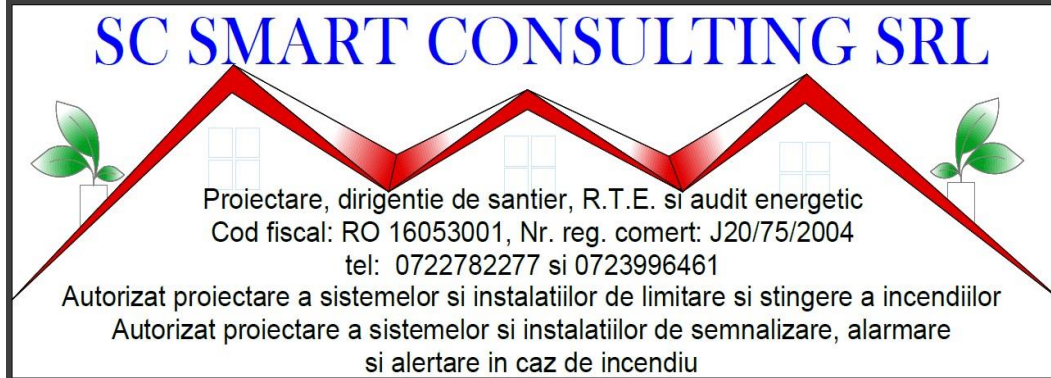 SC SMART CONSULTING SRL
Proiectare, dirigentie de santier, R.T.E. si audit energetic
Cod fiscal: RO 16053001, Nr. reg. comert: J20/75/2004
tel: 0722782277 si 0723996461
Autorizat proiectare a sistemelor si instalatiilor de limitare si stingere a incendiilor
Autorizat proiectare a sistemelor si instalatiilor de semnalizare, alarmare
si alertare in caz de incendiu